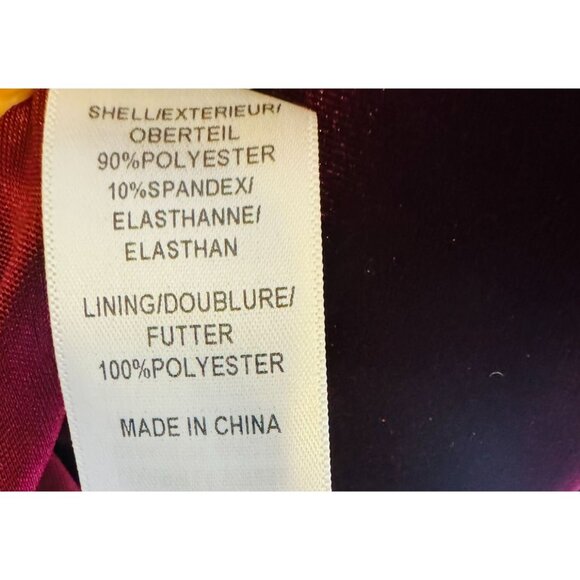 SHELL/EXTERIEUR/
OBERTEIL
90%POLYESTER
10%SPANDEX/
ELASTHANNE/
ELASTHAN
LINING/DOUBLURE/
FUTTER
100%POLYESTER
MADE IN CHINA